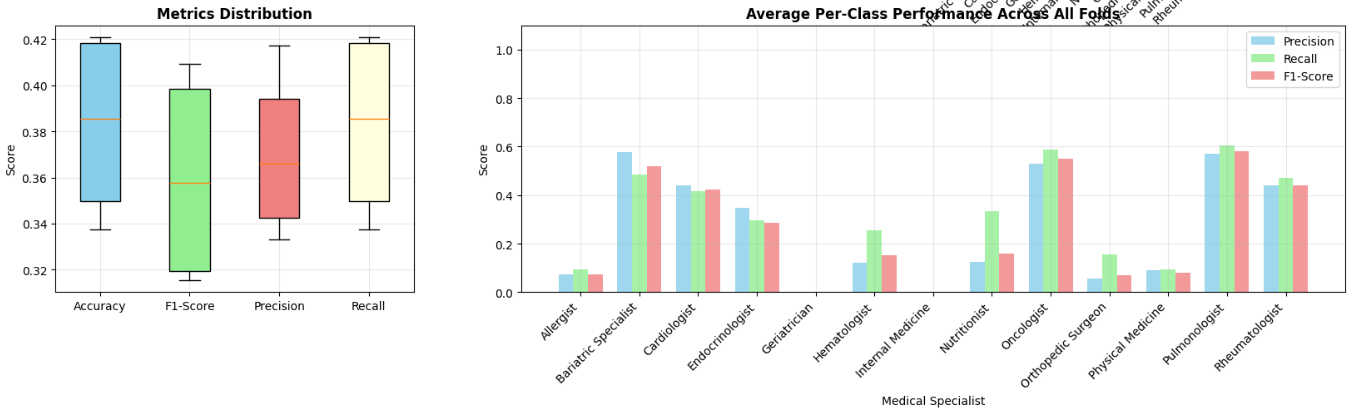 Metrics Distribution
0.42
0.40
0.38
0.36
0.34
0.32
Score
Accuracy
F1-Score
Precision
Recall
Average Per-Class Performance Across All Folds
1.0
0.8
0.6
0.4
0.2
0.0
Score
Precision
Recall
F1-Score
Allergist
Bariatric Specialist
Cardiologist
Endocrinologist
Geriatrician
Hematologist
Internal Medicine
Nutritionist
Oncologist
Orthopedic Surgeon
Physical Medicine
Pulmonologist
Rheumatologist
Medical Specialist